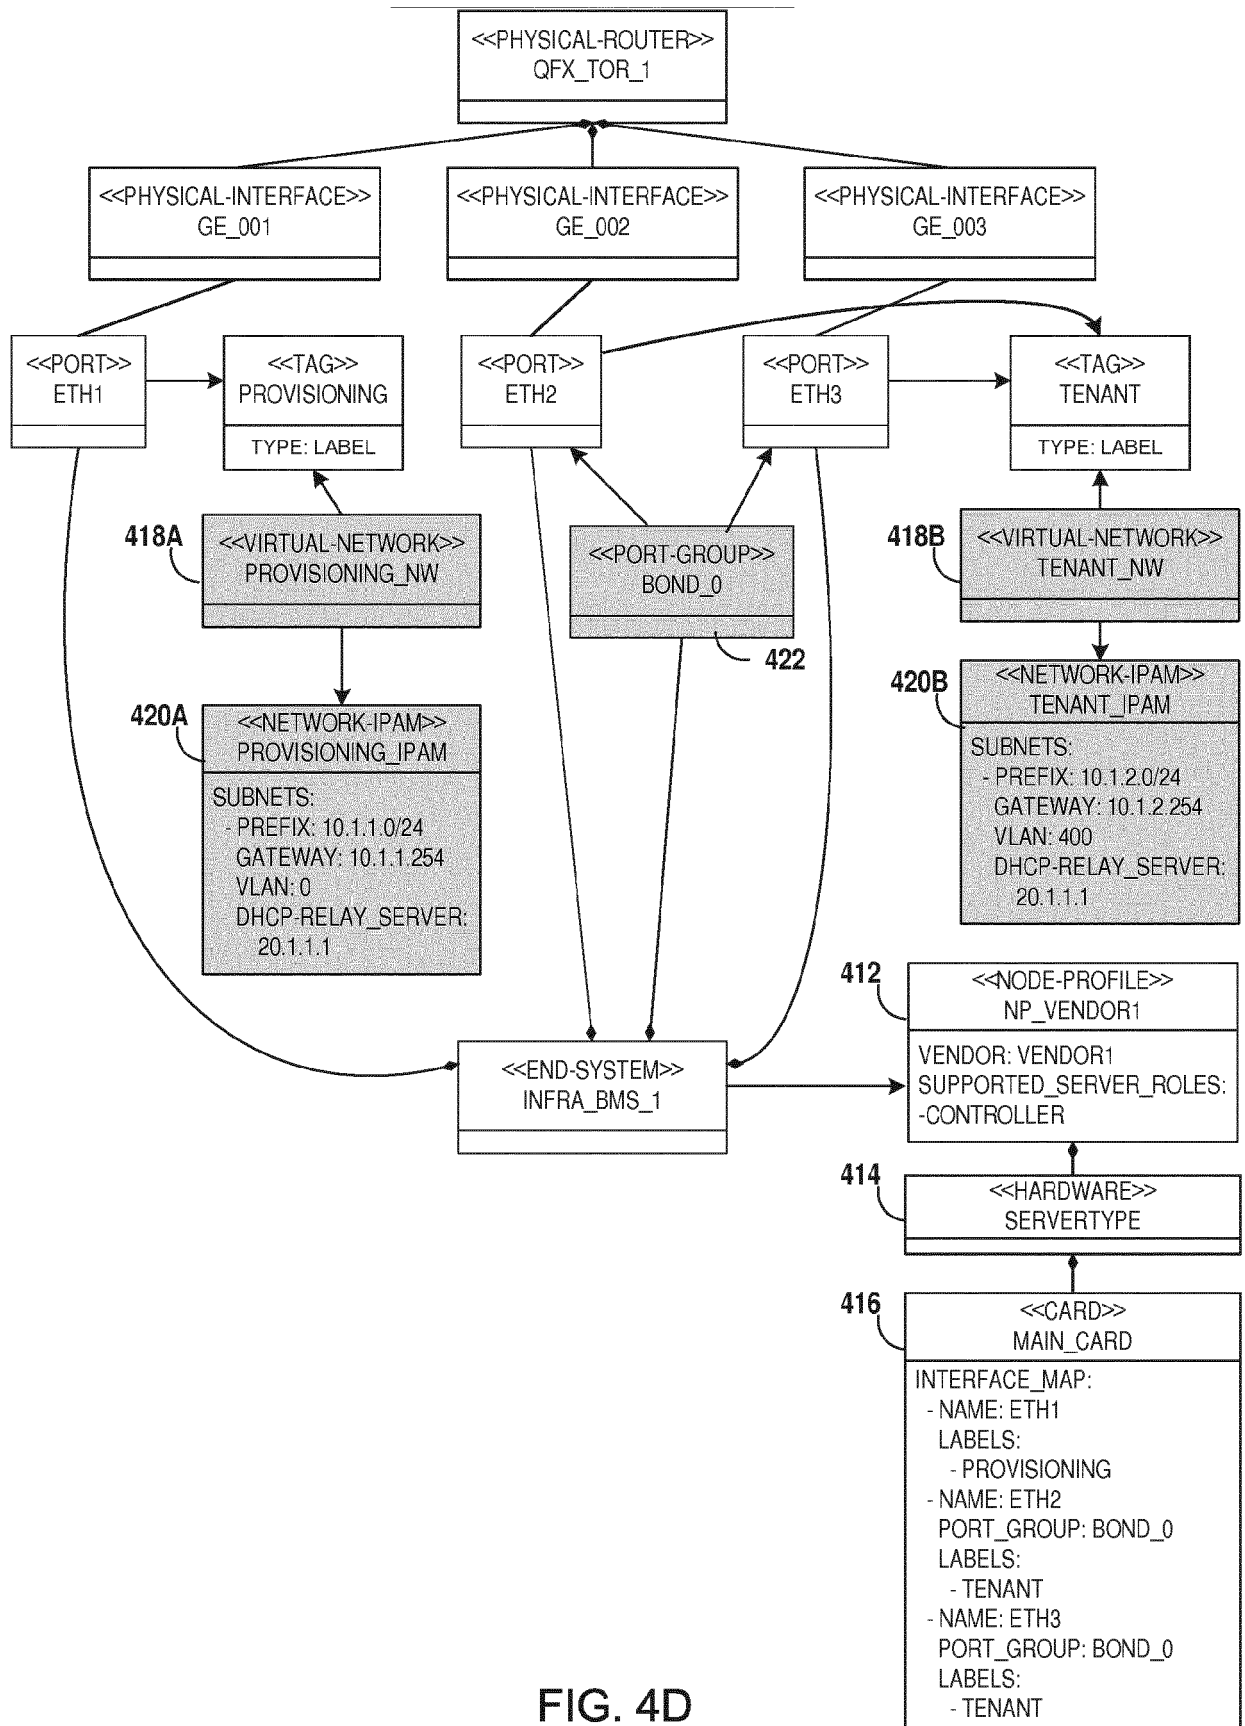 <<PHYSICAL-ROUTER>>
QFX_TOR_1
<<PHYSICAL-INTERFACE>>
GE_001
<<PHYSICAL-INTERFACE>>
GE_002
<<PHYSICAL-INTERFACE>>
GE_003
<<PORT>>
ETH1
<<TAG>>
PROVISIONING
TYPE: LABEL
<<PORT>>
ETH2
<<PORT>>
ETH3
<<TAG>>
TENANT
TYPE: LABEL
418A
<<VIRTUAL-NETWORK>>
PROVISIONING_NW
<<PORT-GROUP>>
BOND_0
422
418B
<<VIRTUAL-NETWORK>>
TENANT_NW
420A
<<NETWORK-IPAM>>
PROVISIONING_IPAM
SUBNETS:
- PREFIX: 10.1.1.0/24
GATEWAY: 10.1.1.254
VLAN: 0
DHCP-RELAY_SERVER:
20.1.1.1
420B
<<NETWORK-IPAM>>
TENANT_IPAM
SUBNETS:
- PREFIX: 10.1.2.0/24
GATEWAY: 10.1.2.254
VLAN: 400
DHCP-RELAY_SERVER:
20.1.1.1
<<END-SYSTEM>>
INFRA_BMS_1
412
<<NODE-PROFILE>>
NP_VENDOR1
VENDOR: VENDOR1
SUPPORTED_SERVER_ROLES:
-CONTROLLER
414
<<HARDWARE>>
SERVERTYPE
416
<<CARD>>
MAIN_CARD
INTERFACE_MAP:
- NAME: ETH1
LABELS:
- PROVISIONING
- NAME: ETH2
PORT_GROUP: BOND_0
LABELS:
- TENANT
- NAME: ETH3
PORT_GROUP: BOND_0
LABELS:
- TENANT
FIG. 4D